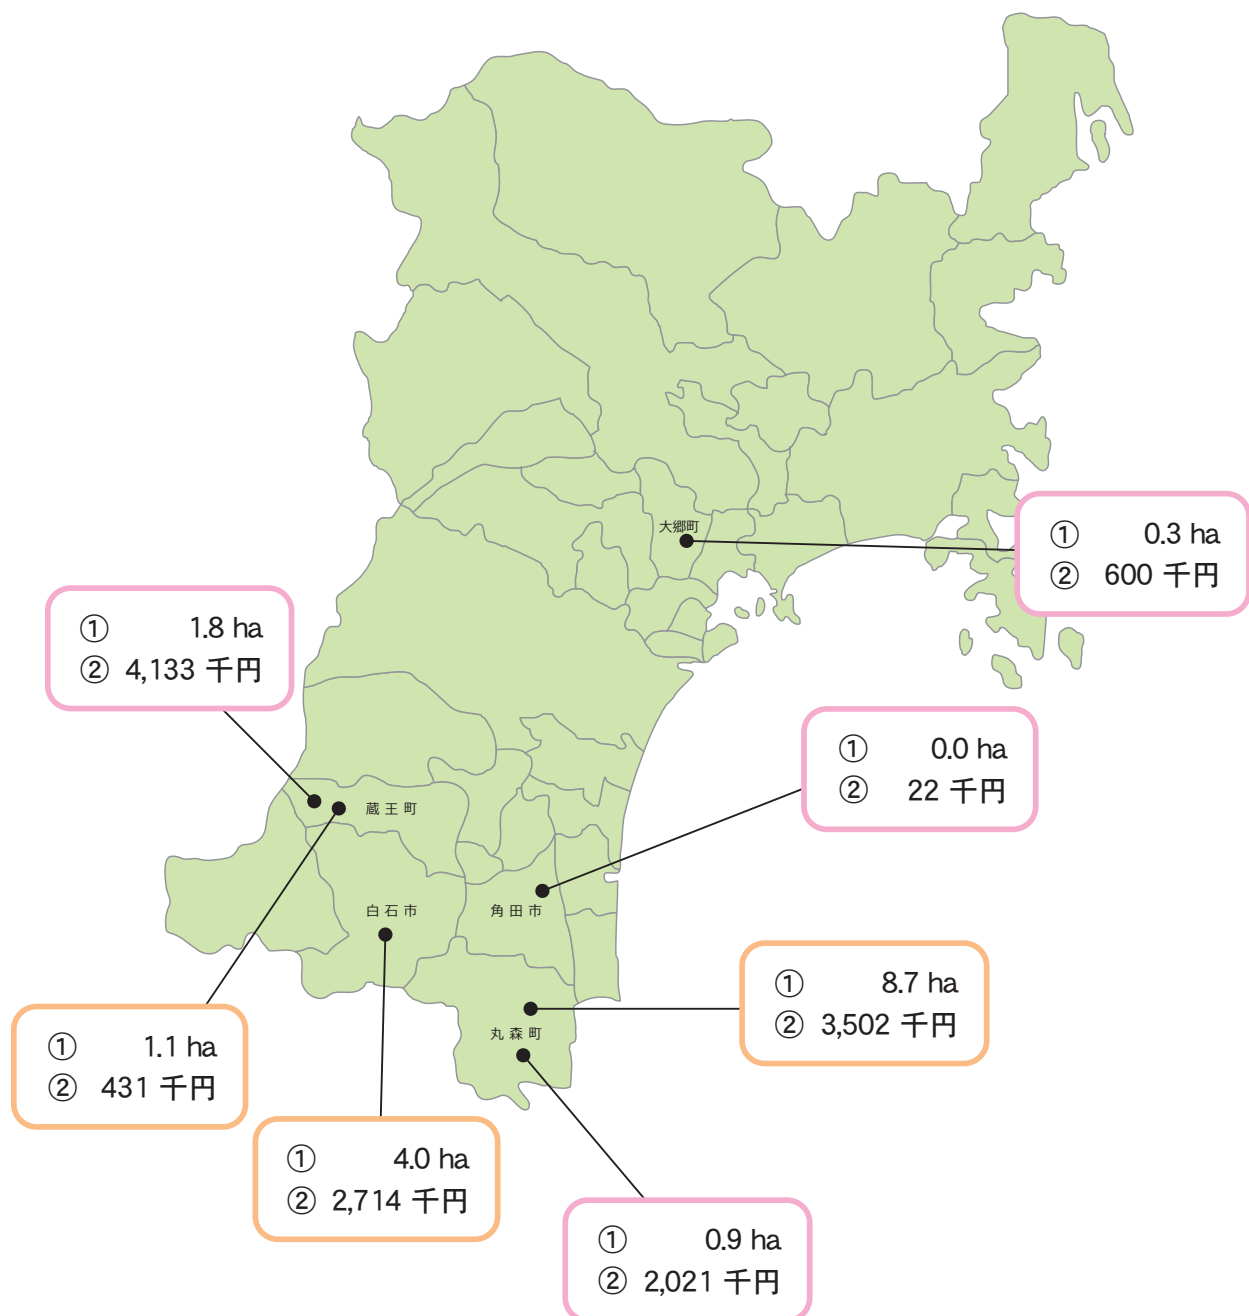 大郷町
① 0.3 ha
② 600 千円
① 1.8 ha
② 4,133 千円
① 0.0 ha
② 22 千円
蔵王町
白石市
角田市
① 8.7 ha
② 3,502 千円
丸森町
① 1.1 ha
② 431 千円
① 4.0 ha
② 2,714 千円
① 0.9 ha
② 2,021 千円